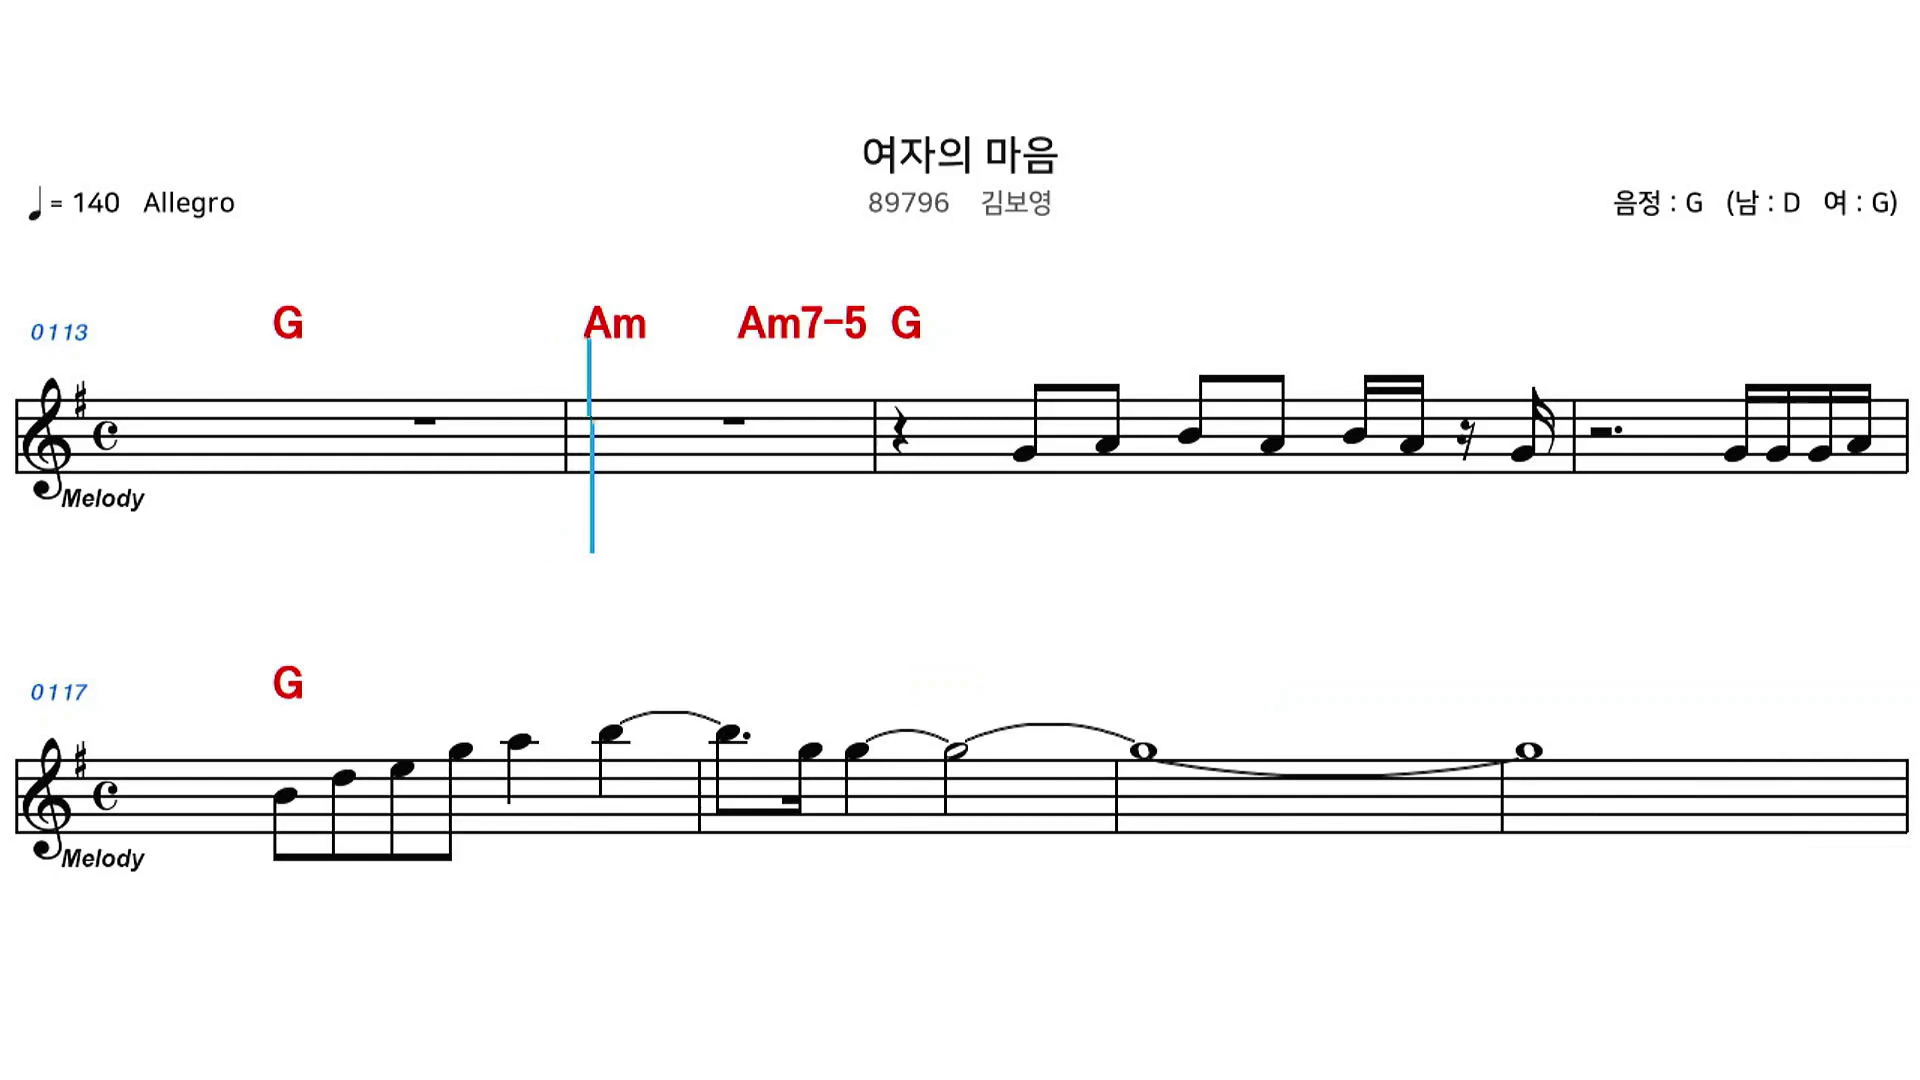 여자의 마음
♩ = 140 Allegro
89796 김보영
음정 : G (남 : D 여 : G)
0113 G Am Am7-5 G
Melody
0117 G
Melody